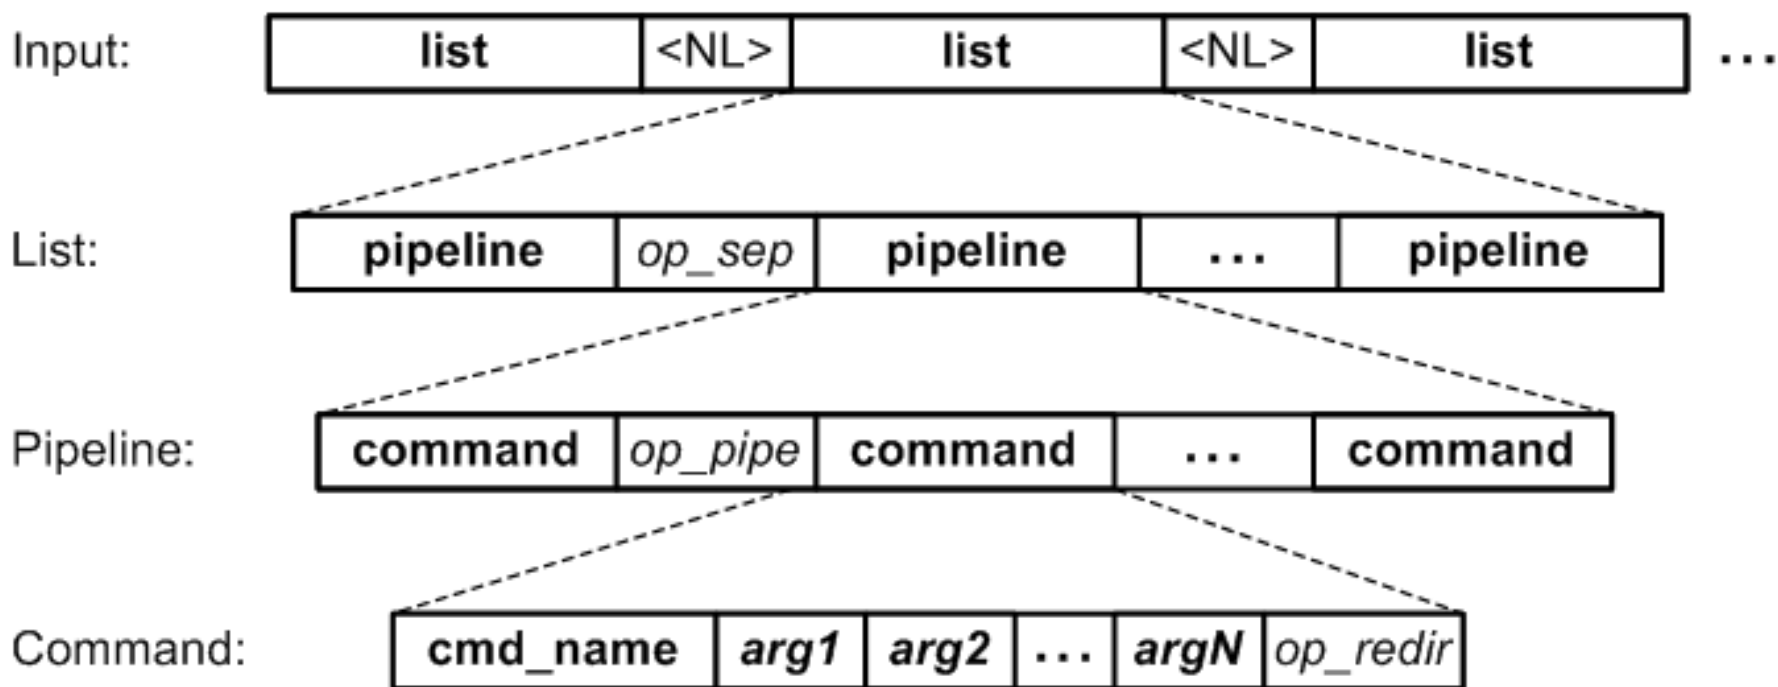 Input: list <NL> list <NL> list ...
List: pipeline op_sep pipeline ... pipeline
Pipeline: command op_pipe command ... command
Command: cmd_name arg1 arg2 ... argN op_redir